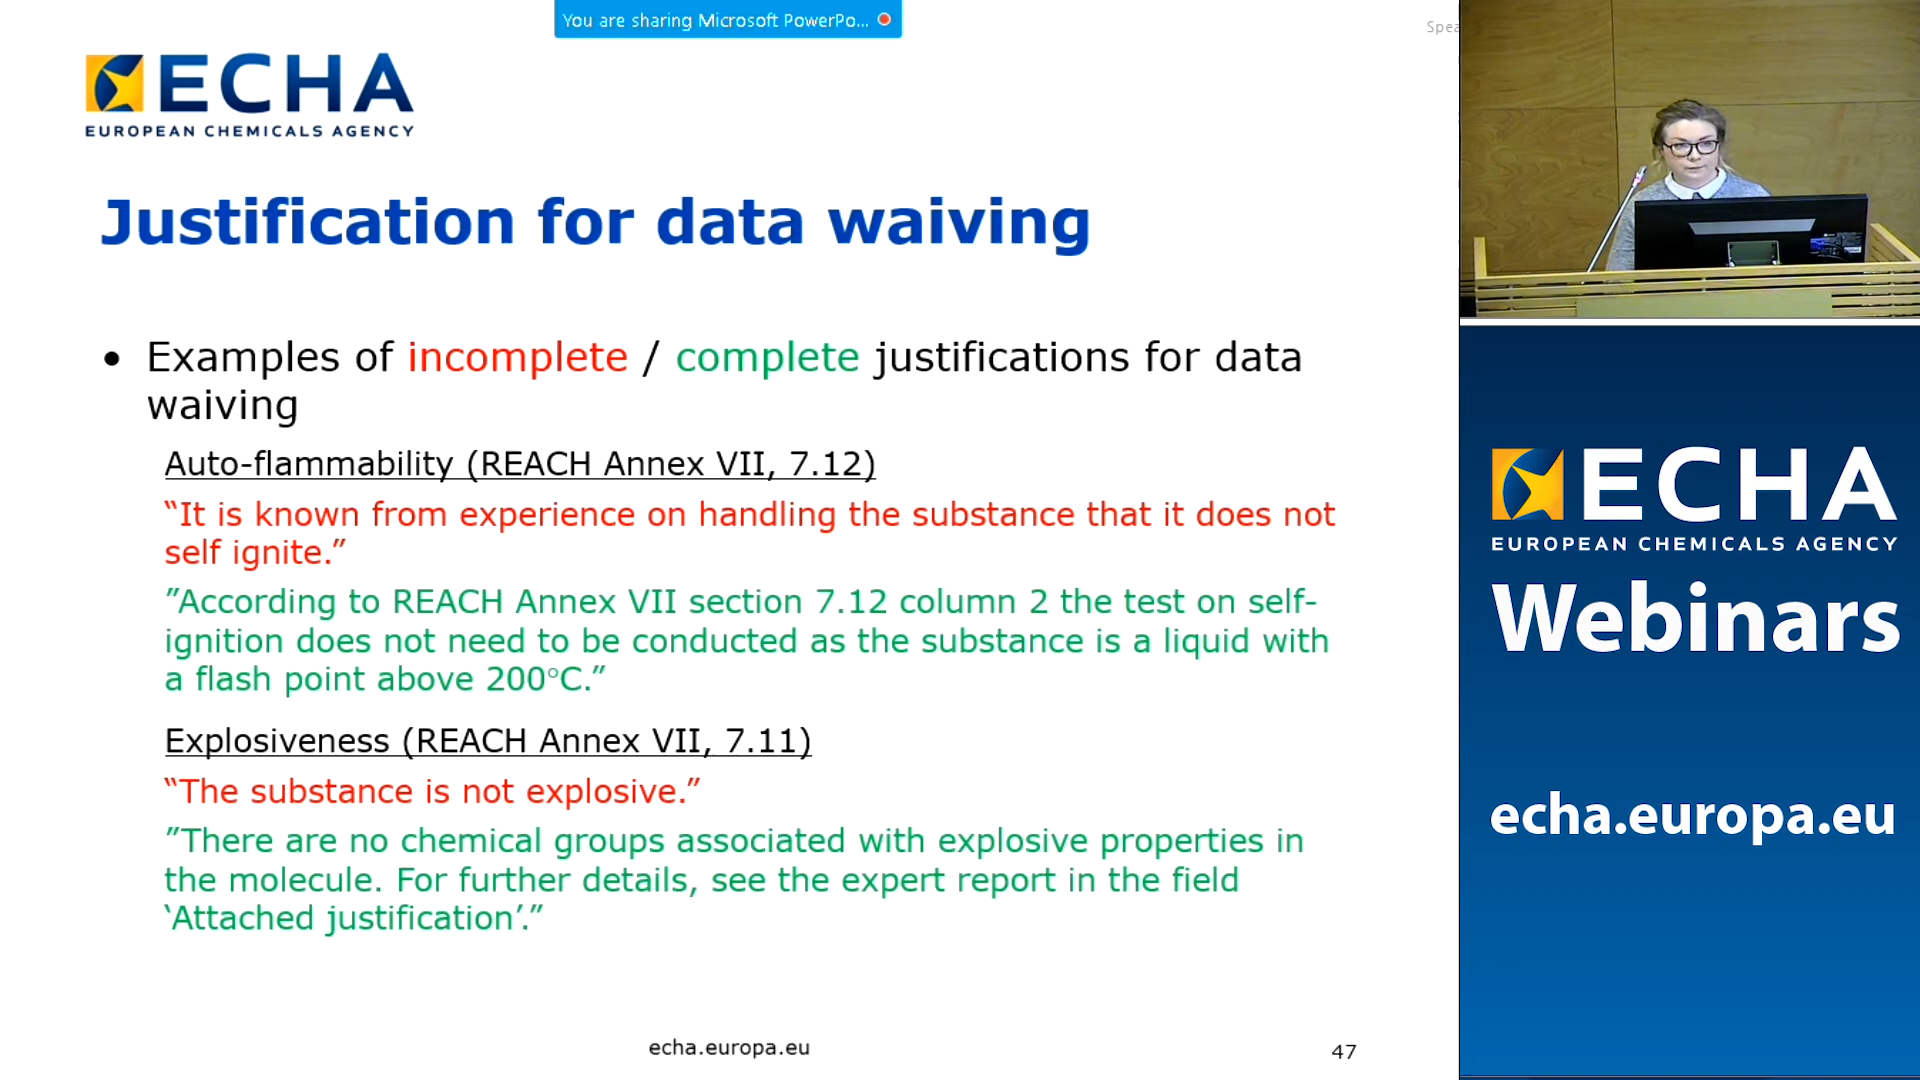 You are sharing Microsoft PowerPo...
Spea
ECHA
EUROPEAN CHEMICALS AGENCY
Justification for data waiving
• Examples of incomplete / complete justifications for data
waiving
Auto-flammability (REACH Annex VII, 7.12)
“It is known from experience on handling the substance that it does not
self ignite.”
”According to REACH Annex VII section 7.12 column 2 the test on self-
ignition does not need to be conducted as the substance is a liquid with
a flash point above 200°C.”
Explosiveness (REACH Annex VII, 7.11)
“The substance is not explosive.”
”There are no chemical groups associated with explosive properties in
the molecule. For further details, see the expert report in the field
‘Attached justification’.”
echa.europa.eu
47
ECHA
EUROPEAN CHEMICALS AGENCY
Webinars
echa.europa.eu